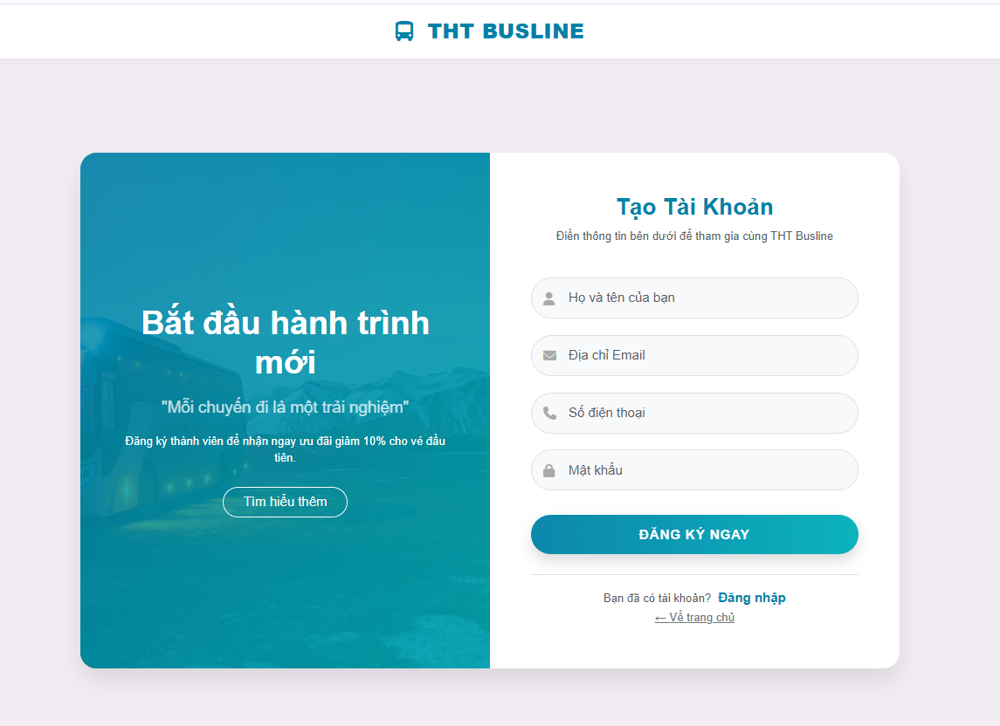 THT BUSLINE
Bắt đầu hành trình
mới
"Mỗi chuyến đi là một trải nghiệm"
Đăng ký thành viên để nhận ngay ưu đãi giảm 10% cho vé đầu
tiên.
Tìm hiểu thêm
Tạo Tài Khoản
Điền thông tin bên dưới để tham gia cùng THT Busline
Họ và tên của bạn
Địa chỉ Email
Số điện thoại
Mật khẩu
ĐĂNG KÝ NGAY
Bạn đã có tài khoản? Đăng nhập
← Về trang chủ